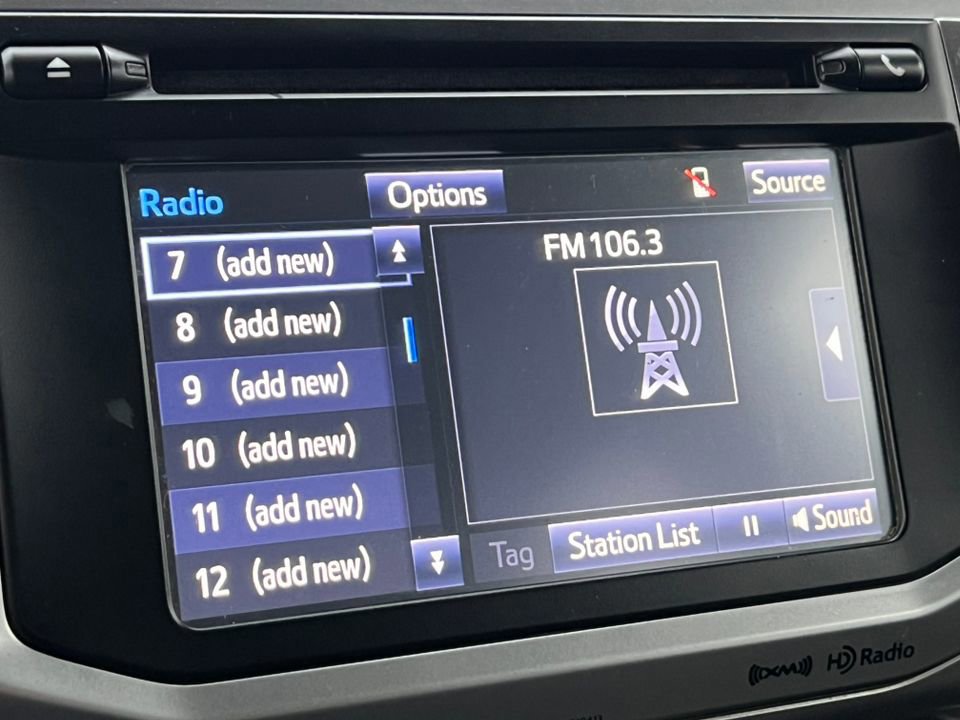 Radio
Options
Source
7 (add new)
8 (add new)
9 (add new)
10 (add new)
11 (add new)
12 (add new)
FM 106.3
Tag
Station List
Sound
((XM))
HD Radio